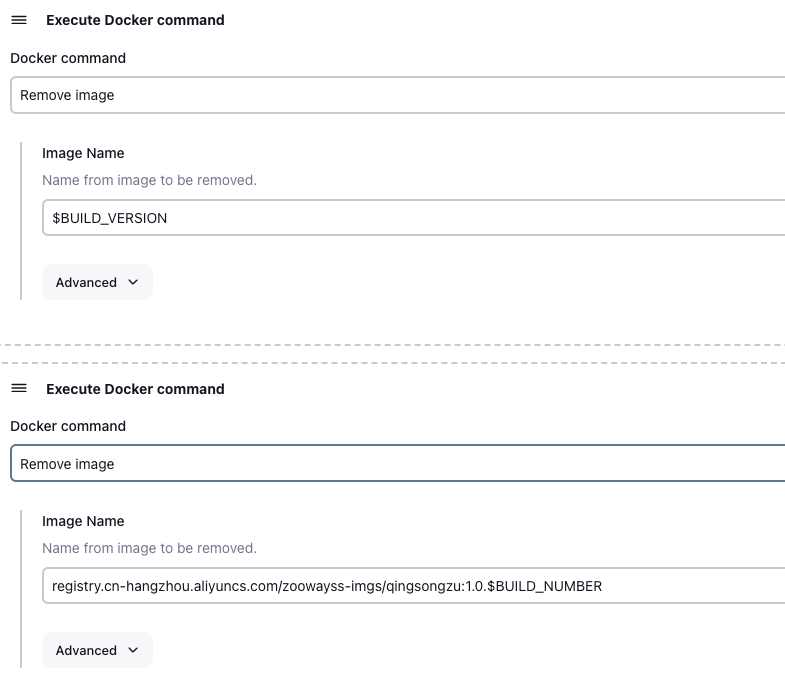 Execute Docker command
Docker command
Remove image
Image Name
Name from image to be removed.
$BUILD_VERSION
Advanced
Execute Docker command
Docker command
Remove image
Image Name
Name from image to be removed.
registry.cn-hangzhou.aliyuncs.com/zoowayss-imgs/qingsongzu:1.0.$BUILD_NUMBER
Advanced